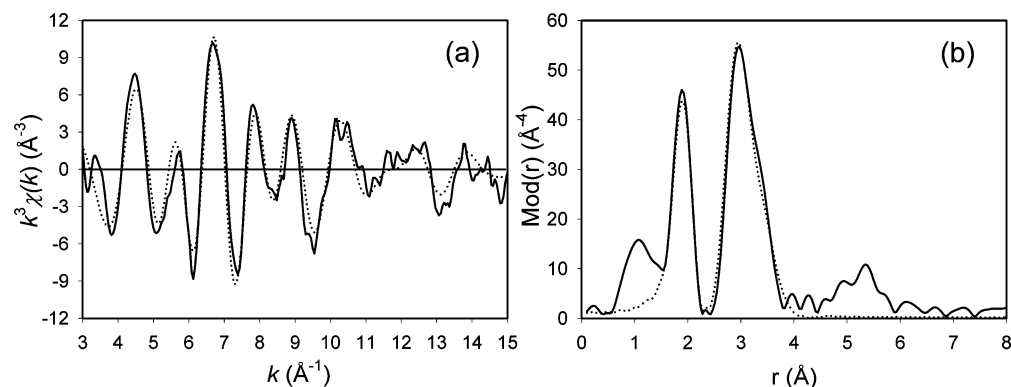 12
9
6
3
0
-3
-6
-9
-12
k³χ(k) (Å⁻³)
(a)
3 4 5 6 7 8 9 10 11 12 13 14 15
k (Å⁻¹)
60
50
40
30
20
10
0
Mod(r) (Å⁻⁴)
(b)
0 1 2 3 4 5 6 7 8
r (Å)